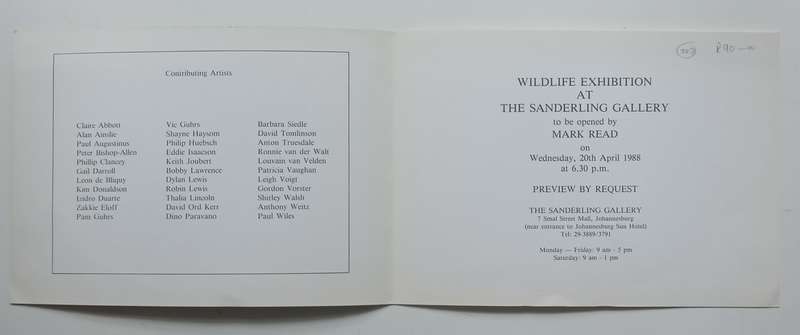 Contributing Artists
Claire Abbott
Alan Ainslie
Paul Augustinus
Peter Bishop-Allen
Phillip Clancey
Gail Darroll
Leon de Bliquy
Kim Donaldson
Izidro Duarte
Zakkie Eloff
Pam Guhrs
Vic Guhrs
Shayne Haysom
Philip Huebsch
Eddie Isaacson
Keith Joubert
Bobby Lawrence
Dylan Lewis
Robin Lewis
Thalia Lincoln
David Ord Kerr
Dino Paravano
Barbara Siedle
David Tomlinson
Anton Truesdale
Ronnie van der Walt
Louvain van Velden
Patricia Vaughan
Leigh Voigt
Gordon Vorster
Shirley Walsh
Anthony Weitz
Paul Wiles
R90
WILDLIFE EXHIBITION
AT
THE SANDERLING GALLERY
to be opened by
MARK READ
on
Wednesday, 20th April 1988
at 6.30 p.m.
PREVIEW BY REQUEST
THE SANDERLING GALLERY
7 Smal Street Mall, Johannesburg
(near entrance to Johannesburg Sun Hotel)
Tel: 29-3889/3791
Monday — Friday: 9 am - 5 pm
Saturday: 9 am - 1 pm